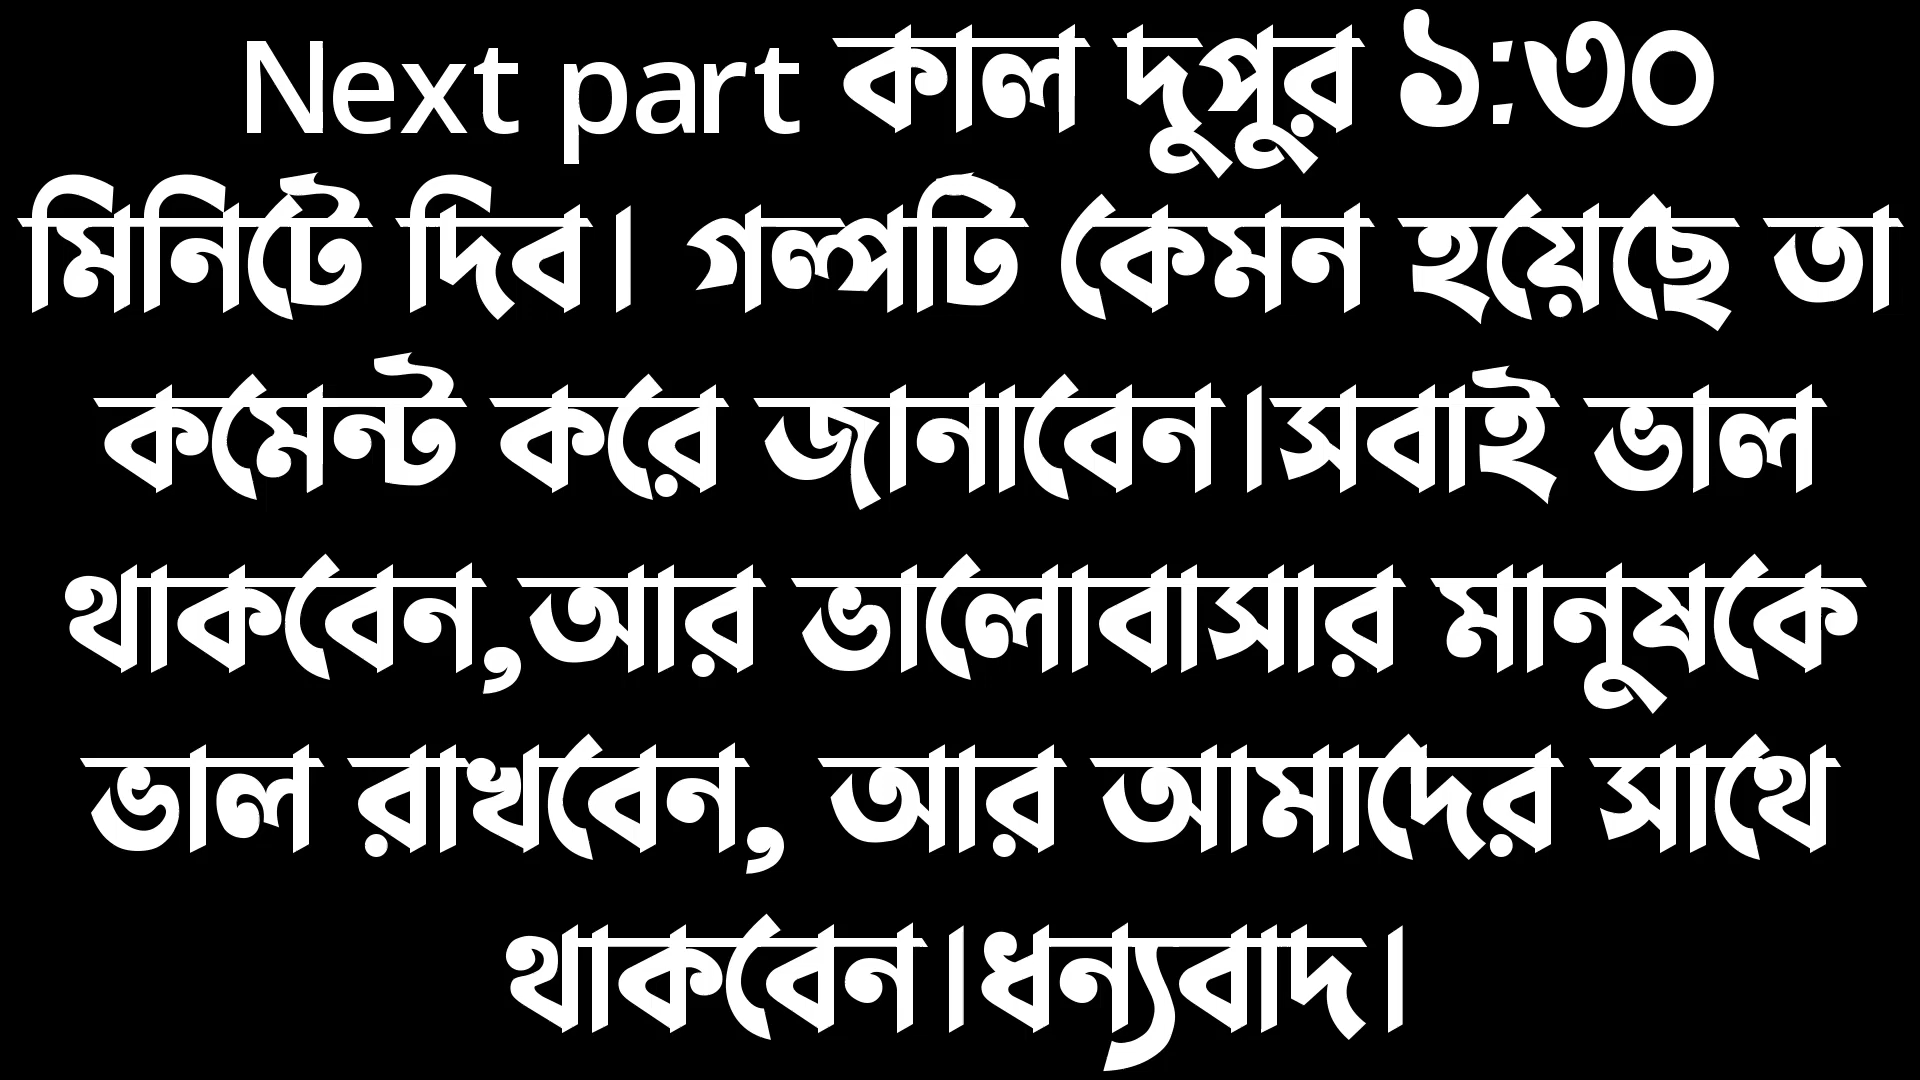 Next part কাল দুপুর ১:৩০
মিনিটে দিব। গল্পটি কেমন হয়েছে তা
কমেন্ট করে জানাবেন।সবাই ভাল
থাকবেন,আর ভালোবাসার মানুষকে
ভাল রাখবেন, আর আমাদের সাথে
থাকবেন।ধন্যবাদ।